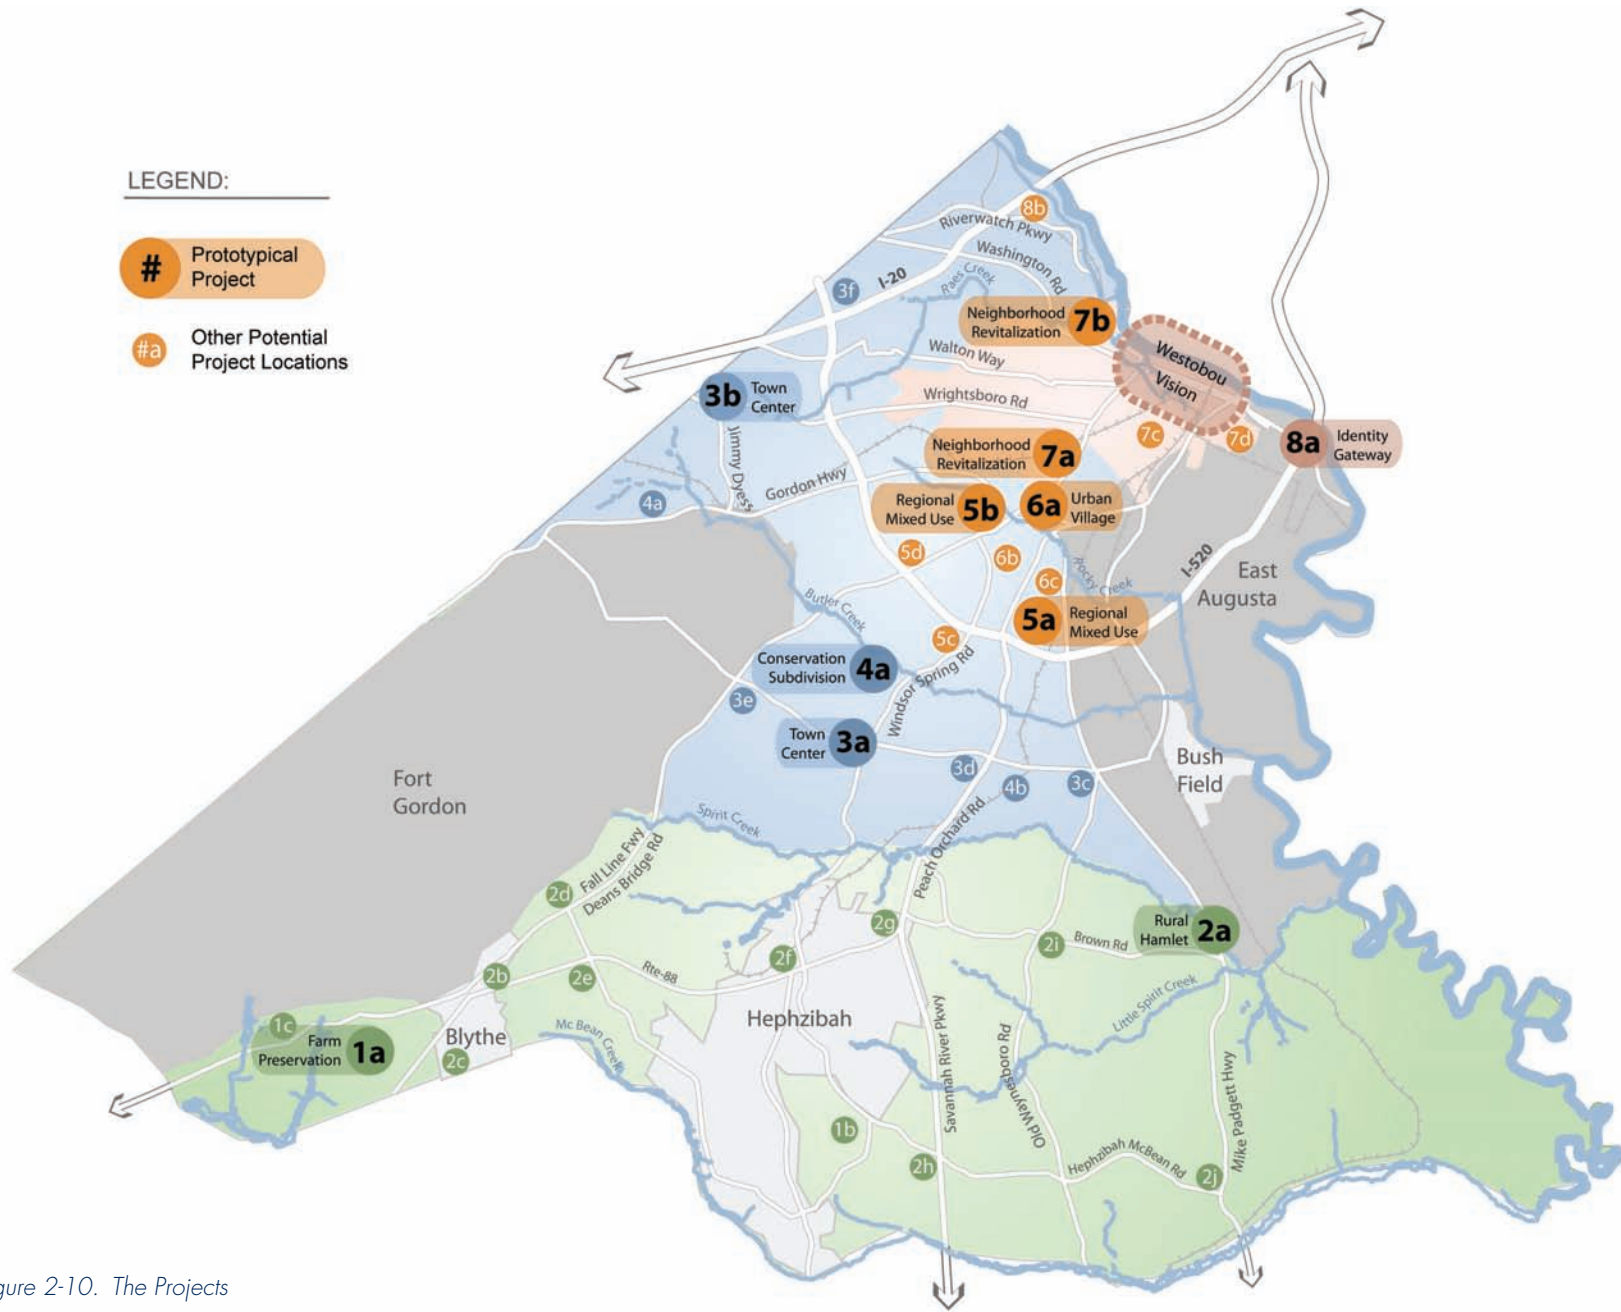 LEGEND:
#
Prototypical
Project
#a
Other Potential
Project Locations
8b
Riverwatch Pkwy
Washington Rd
I-20
Raes Creek
3f
Neighborhood
Revitalization
7b
Westobou
Vision
Walton Way
3b
Town
Center
Wrightsboro Rd
7c
7d
8a
Identity
Gateway
Jimmy Dyess
Neighborhood
Revitalization
7a
Gordon Hwy
4a
Regional
Mixed Use
5b
6a
Urban
Village
5d
6b
6c
Rocky Creek
I-520
East
Augusta
Butler Creek
5a
Regional
Mixed Use
5c
Conservation
Subdivision
4a
Windsor Spring Rd
3e
Town
Center
3a
3d
4b
3c
Bush
Field
Fort
Gordon
Spirit Creek
Peach Orchard Rd
Fall Line Fwy
Deans Bridge Rd
2d
2g
Rural
Hamlet
2a
2i
Brown Rd
2f
2b
2e
Rte-88
Little Spirit Creek
Hephzibah
1c
Farm
Preservation
1a
Blythe
2c
Mc Bean Creek
Savannah River Pkwy
Old Waynesboro Rd
Mike Padgett Hwy
1b
2h
Hephzibah McBean Rd
2j
gure 2-10. The Projects